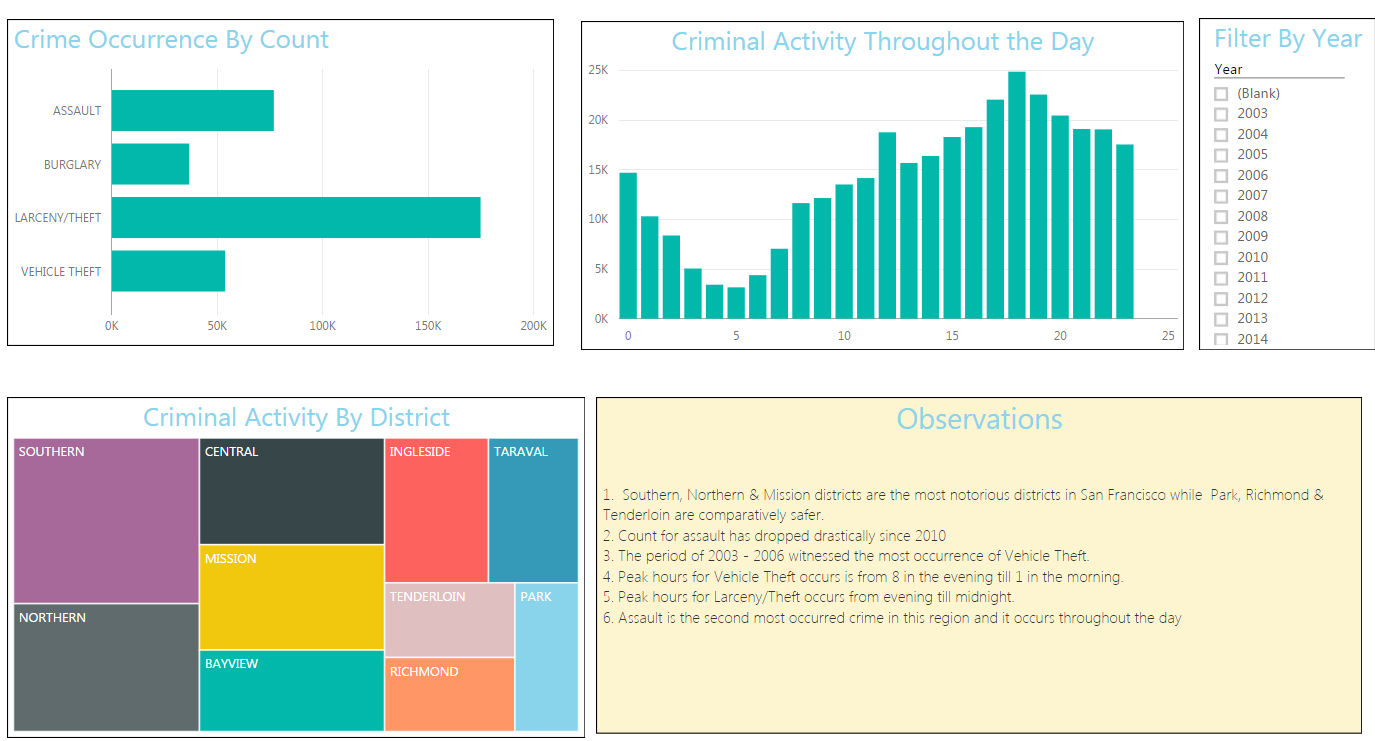 Crime Occurrence By Count
ASSAULT
BURGLARY
LARCENY/THEFT
VEHICLE THEFT
0K 50K 100K 150K 200K
Criminal Activity Throughout the Day
25K
20K
15K
10K
5K
0K
0 5 10 15 20 25
Filter By Year
Year
(Blank)
2003
2004
2005
2006
2007
2008
2009
2010
2011
2012
2013
2014
Criminal Activity By District
SOUTHERN
NORTHERN
CENTRAL
MISSION
BAYVIEW
INGLESIDE
TARAVAL
TENDERLOIN
PARK
RICHMOND
Observations
1.  Southern, Northern & Mission districts are the most notorious districts in San Francisco while  Park, Richmond &
Tenderloin are comparatively safer.
2. Count for assault has dropped drastically since 2010
3. The period of 2003 - 2006 witnessed the most occurrence of Vehicle Theft.
4. Peak hours for Vehicle Theft occurs is from 8 in the evening till 1 in the morning.
5. Peak hours for Larceny/Theft occurs from evening till midnight.
6. Assault is the second most occurred crime in this region and it occurs throughout the day